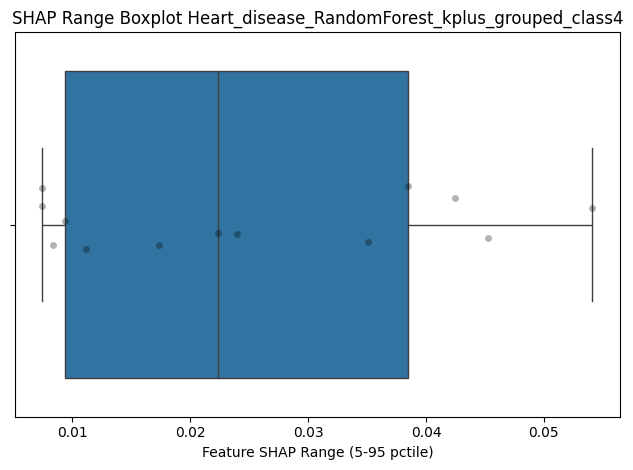 SHAP Range Boxplot Heart_disease_RandomForest_kplus_grouped_class4
0.01 0.02 0.03 0.04 0.05
Feature SHAP Range (5-95 pctile)